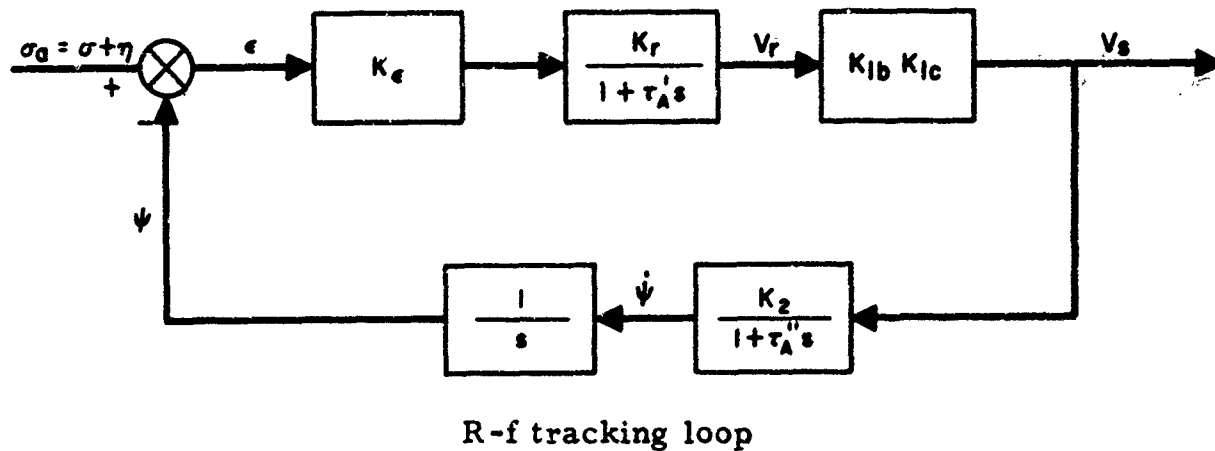 σa = σ+η
+
ϵ
Kϵ
Kr
1 + τA's
Vr
K1b K1c
Vs
−
ψ
1
s
ψ̇
K2
1+τA''s
R-f tracking loop